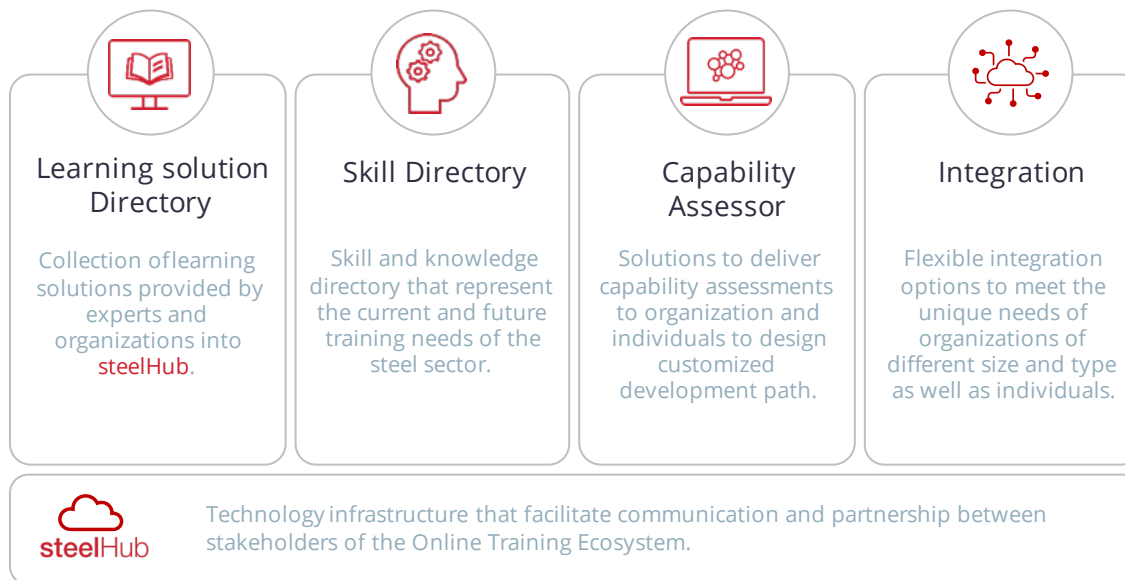 Learning solution
Directory
Collection oflearning
solutions provided by
experts and
organizations into
steelHub.
Skill Directory
Skill and knowledge
directory that represent
the current and future
training needs of the
steel sector.
Capability
Assessor
Solutions to deliver
capability assessments
to organization and
individuals to design
customized
development path.
Integration
Flexible integration
options to meet the
unique needs of
organizations of
different size and type
as well as individuals.
steelHub
Technology infrastructure that facilitate communication and partnership between
stakeholders of the Online Training Ecosystem.